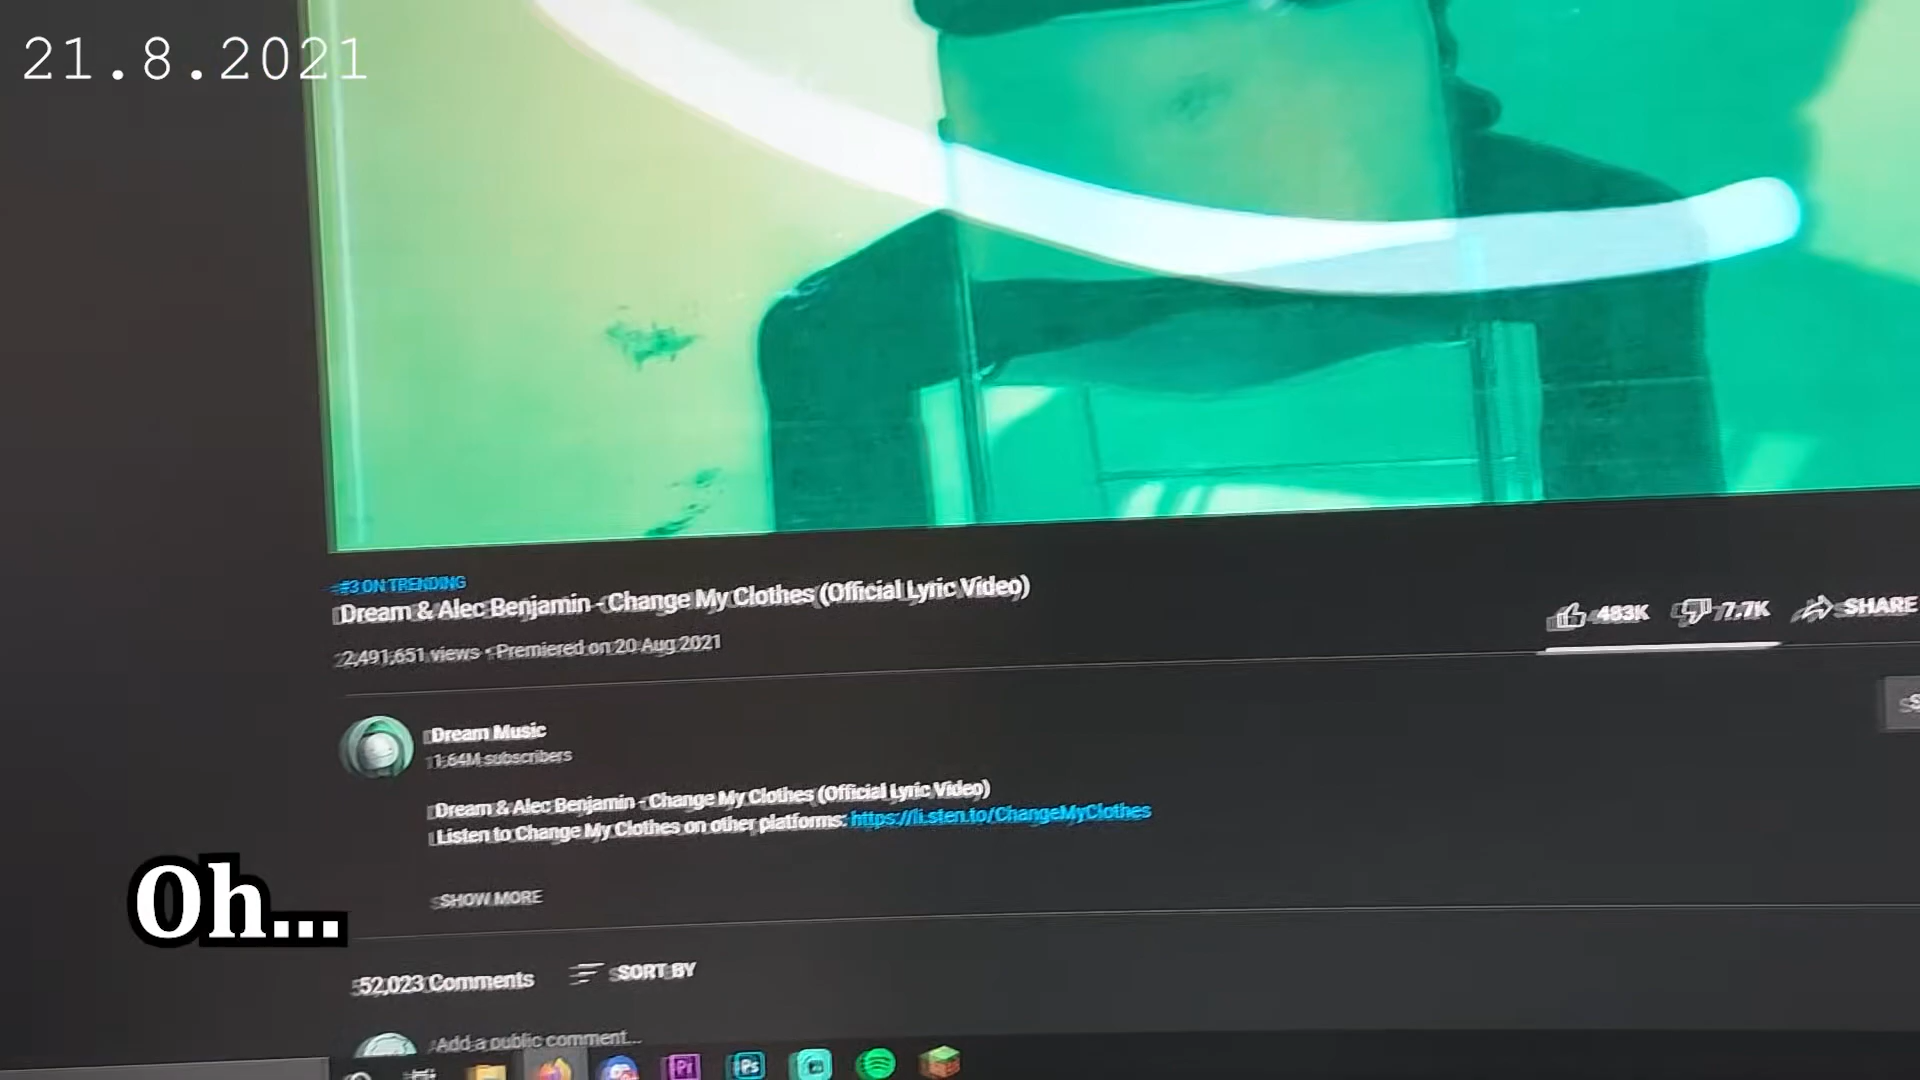 21.8.2021
#3 ON TRENDING
Dream & Alec Benjamin - Change My Clothes (Official Lyric Video)
2,491,651 views • Premiered on 20 Aug 2021
483K 7.7K SHARE
Dream Music
1.64M subscribers
Dream & Alec Benjamin - Change My Clothes (Official Lyric Video)
Listen to Change My Clothes on other platforms: https://li.sten.to/ChangeMyClothes
SHOW MORE
Oh...
52,023 Comments SORT BY
Add a public comment...
Pr Ps